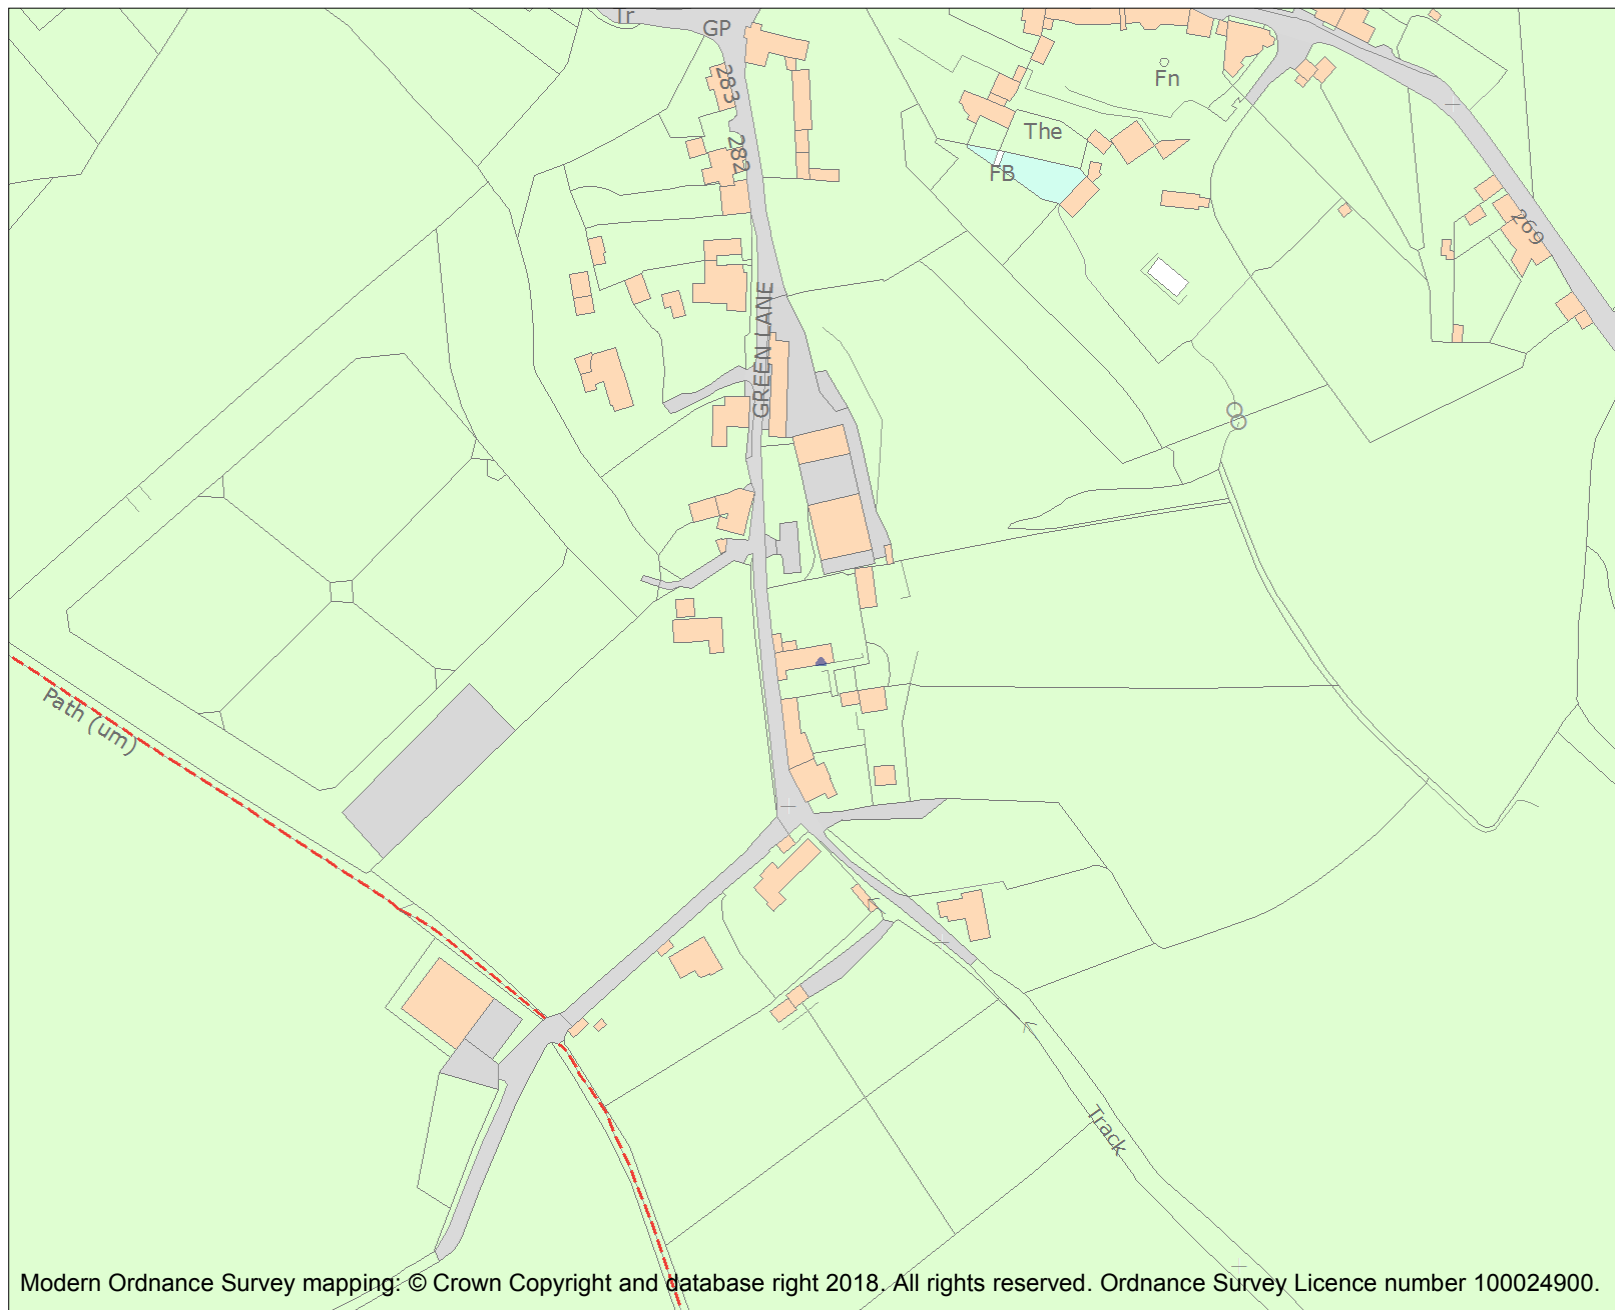 Tr
GP
283
Fn
The
282
FB
269
GREEN LANE
Path (um)
Track
Modern Ordnance Survey mapping: © Crown Copyright and database right 2018. All rights reserved. Ordnance Survey Licence number 100024900.